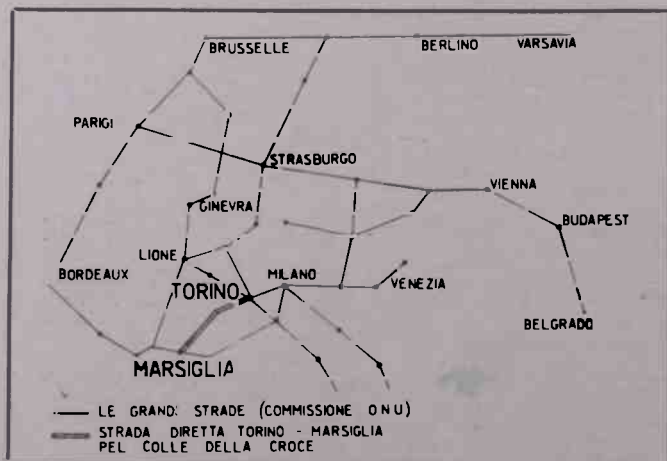 BRUSSELLE BERLINO VARSAVIA
PARIGI
STRASBURGO
VIENNA
GINEVRA
BUDAPEST
LIONE
BORDEAUX
MILANO
TORINO
VENEZIA
BELGRADO
MARSIGLIA
LE GRANDI STRADE (COMMISSIONE ONU)
STRADA DIRETTA TORINO - MARSIGLIA
PEL COLLE DELLA CROCE